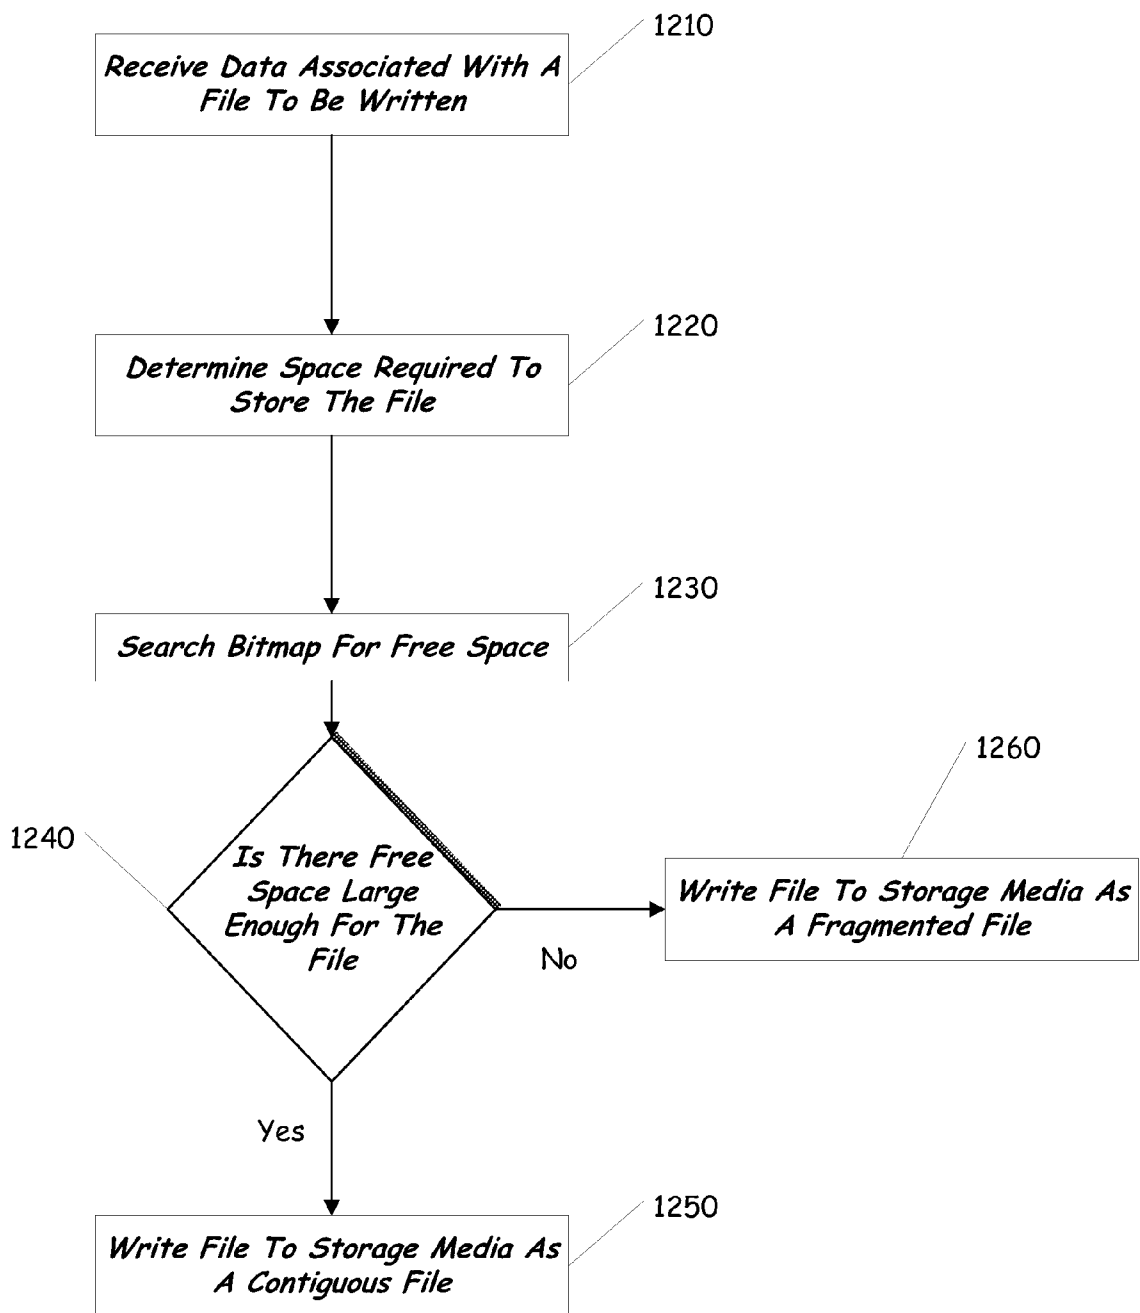 1210
Receive Data Associated With A
File To Be Written
1220
Determine Space Required To
Store The File
1230
Search Bitmap For Free Space
1240
Is There Free
Space Large
Enough For The
File
1260
Write File To Storage Media As
A Fragmented File
No
Yes
1250
Write File To Storage Media As
A Contiguous File